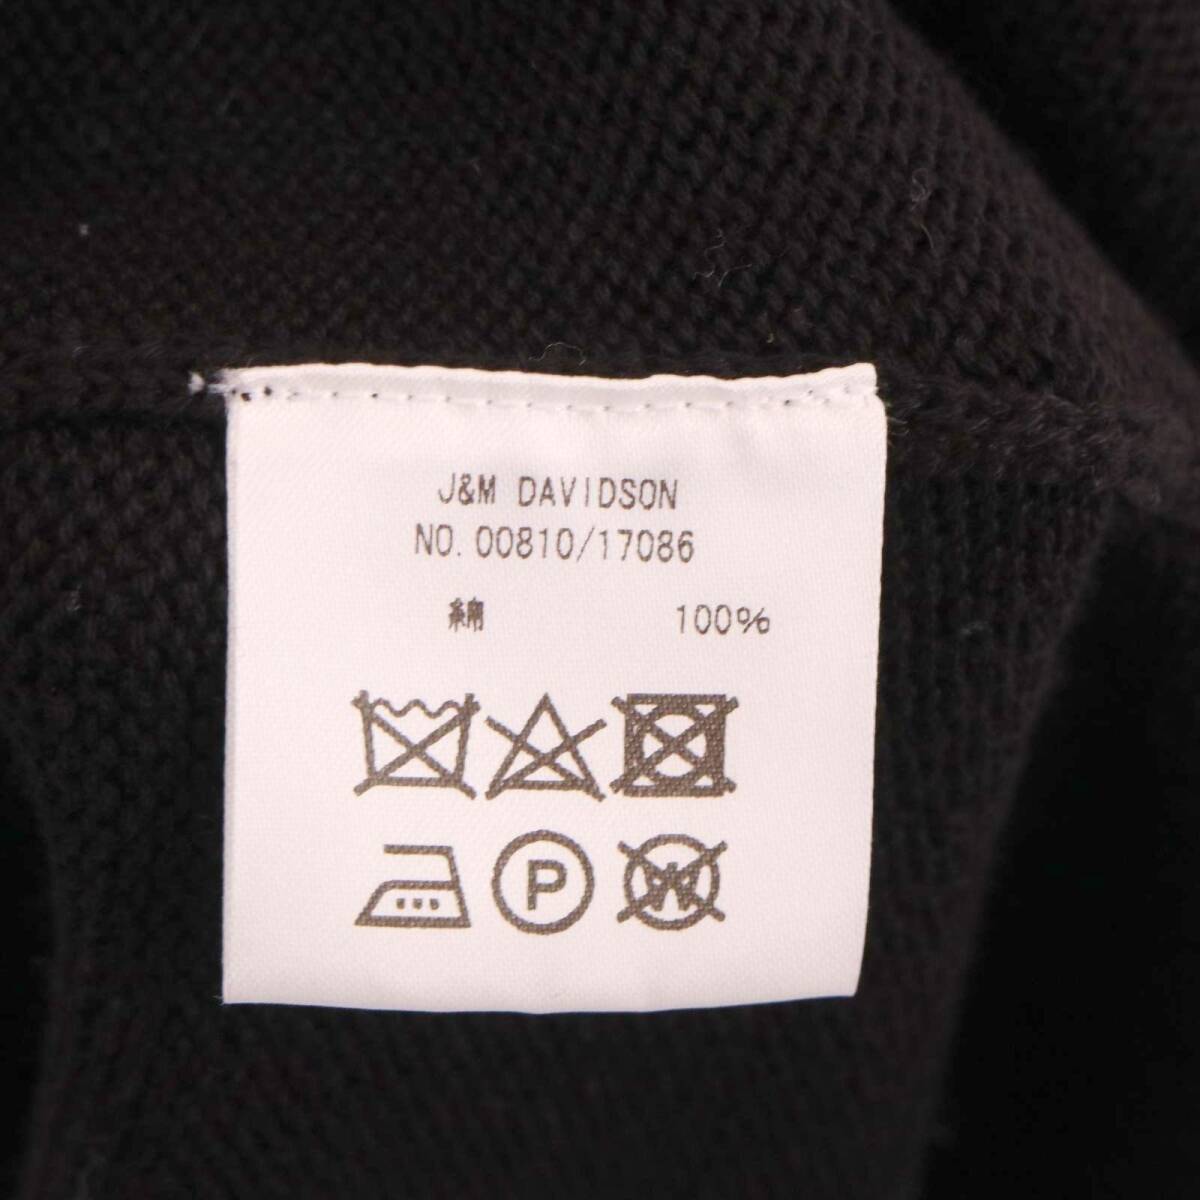 J&M DAVIDSON
NO. 00810/17086
綿 100%
P
W